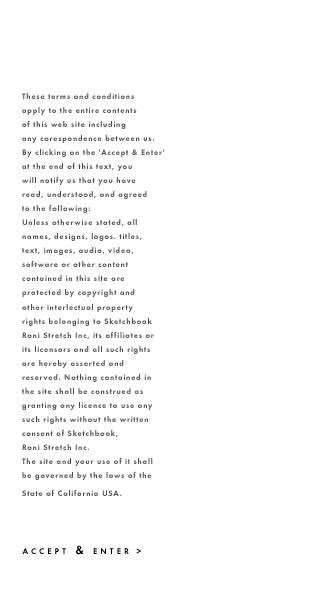 These terms and conditions
apply to the entire contents
of this web site including
any corespondence between us.
By clicking on the 'Accept & Enter'
at the end of this text, you
will notify us that you have
read, understood, and agreed
to the following:
Unless otherwise stated, all
names, designs, logos. titles,
text, images, audio, video,
software or other content
contained in this site are
protected by copyright and
other interlectual property
rights belonging to Sketchbook
Roni Stretch Inc, its affiliates or
its licensors and all such rights
are hereby asserted and
reserved. Nothing contained in
the site shall be construed as
granting any licence to use any
such rights without the written
consent of Sketchbook,
Roni Stretch Inc.
The site and your use of it shall
be governed by the laws of the
State of California USA.
ACCEPT & ENTER >